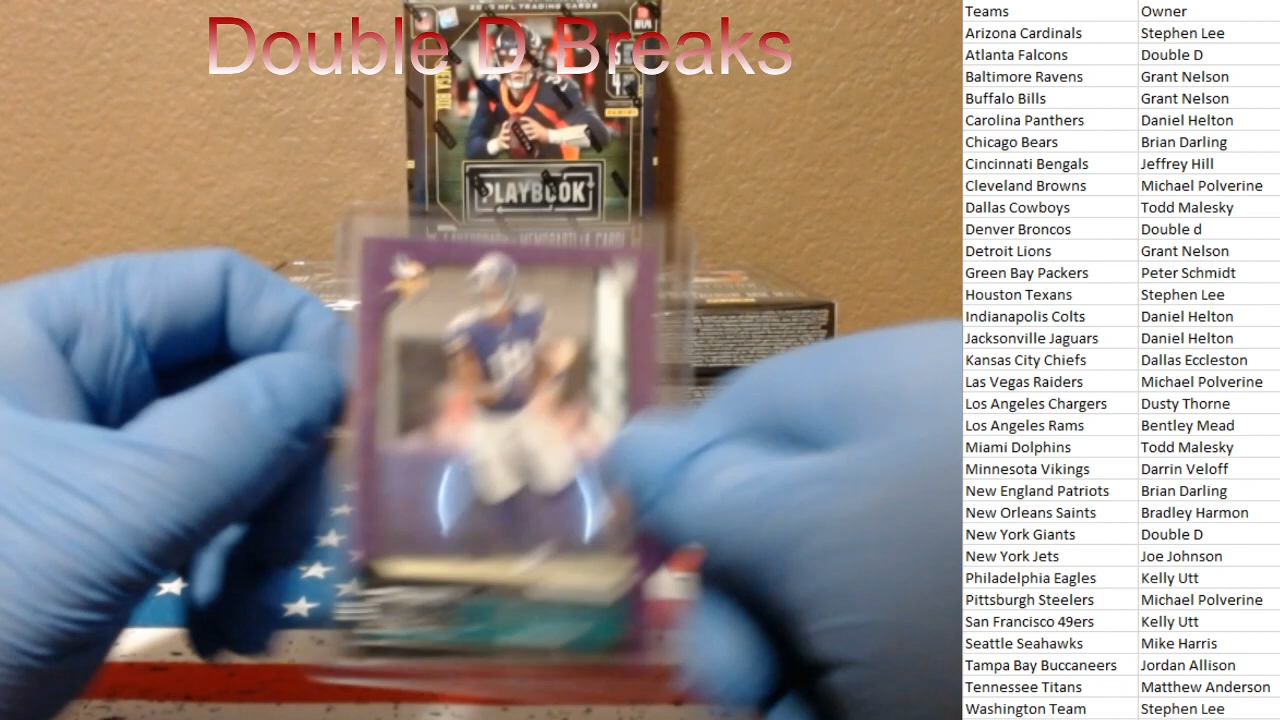 Double D Breaks
NFL TRADING CARDS
PLAYBOOK
Teams Owner
Arizona Cardinals Stephen Lee
Atlanta Falcons Double D
Baltimore Ravens Grant Nelson
Buffalo Bills Grant Nelson
Carolina Panthers Daniel Helton
Chicago Bears Brian Darling
Cincinnati Bengals Jeffrey Hill
Cleveland Browns Michael Polverine
Dallas Cowboys Todd Malesky
Denver Broncos Double d
Detroit Lions Grant Nelson
Green Bay Packers Peter Schmidt
Houston Texans Stephen Lee
Indianapolis Colts Daniel Helton
Jacksonville Jaguars Daniel Helton
Kansas City Chiefs Dallas Eccleston
Las Vegas Raiders Michael Polverine
Los Angeles Chargers Dusty Thorne
Los Angeles Rams Bentley Mead
Miami Dolphins Todd Malesky
Minnesota Vikings Darrin Veloff
New England Patriots Brian Darling
New Orleans Saints Bradley Harmon
New York Giants Double D
New York Jets Joe Johnson
Philadelphia Eagles Kelly Utt
Pittsburgh Steelers Michael Polverine
San Francisco 49ers Kelly Utt
Seattle Seahawks Mike Harris
Tampa Bay Buccaneers Jordan Allison
Tennessee Titans Matthew Anderson
Washington Team Stephen Lee